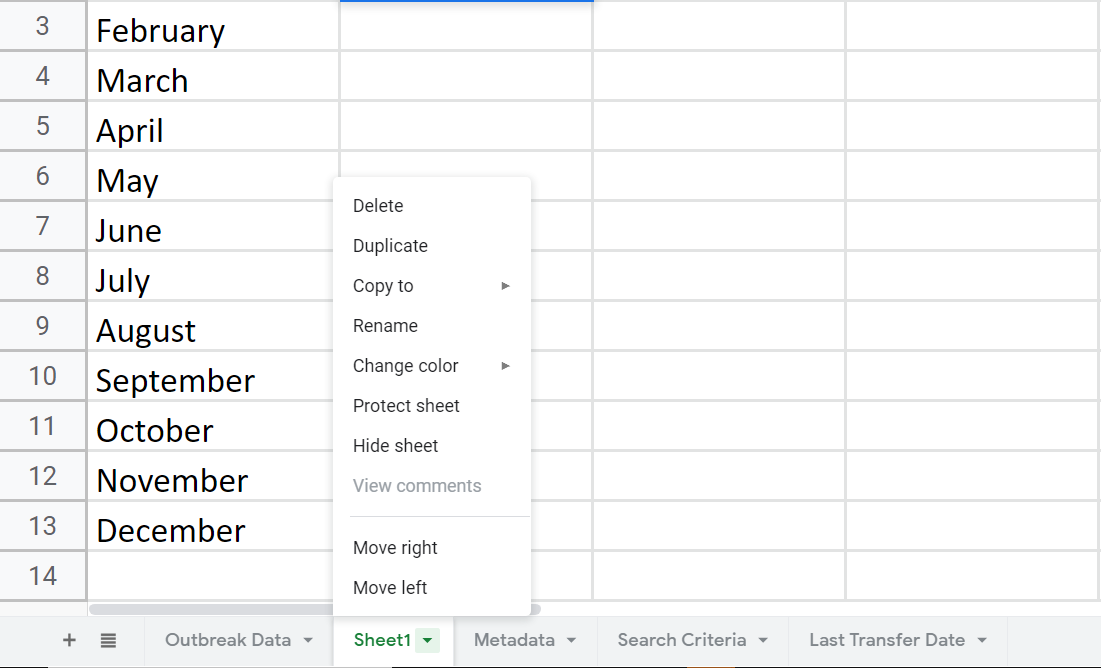 3 February
4 March
5 April
6 May
7 June
8 July
9 August
10 September
11 October
12 November
13 December
14
Delete
Duplicate
Copy to
Rename
Change color
Protect sheet
Hide sheet
View comments
Move right
Move left
Outbreak Data Sheet1 Metadata Search Criteria Last Transfer Date